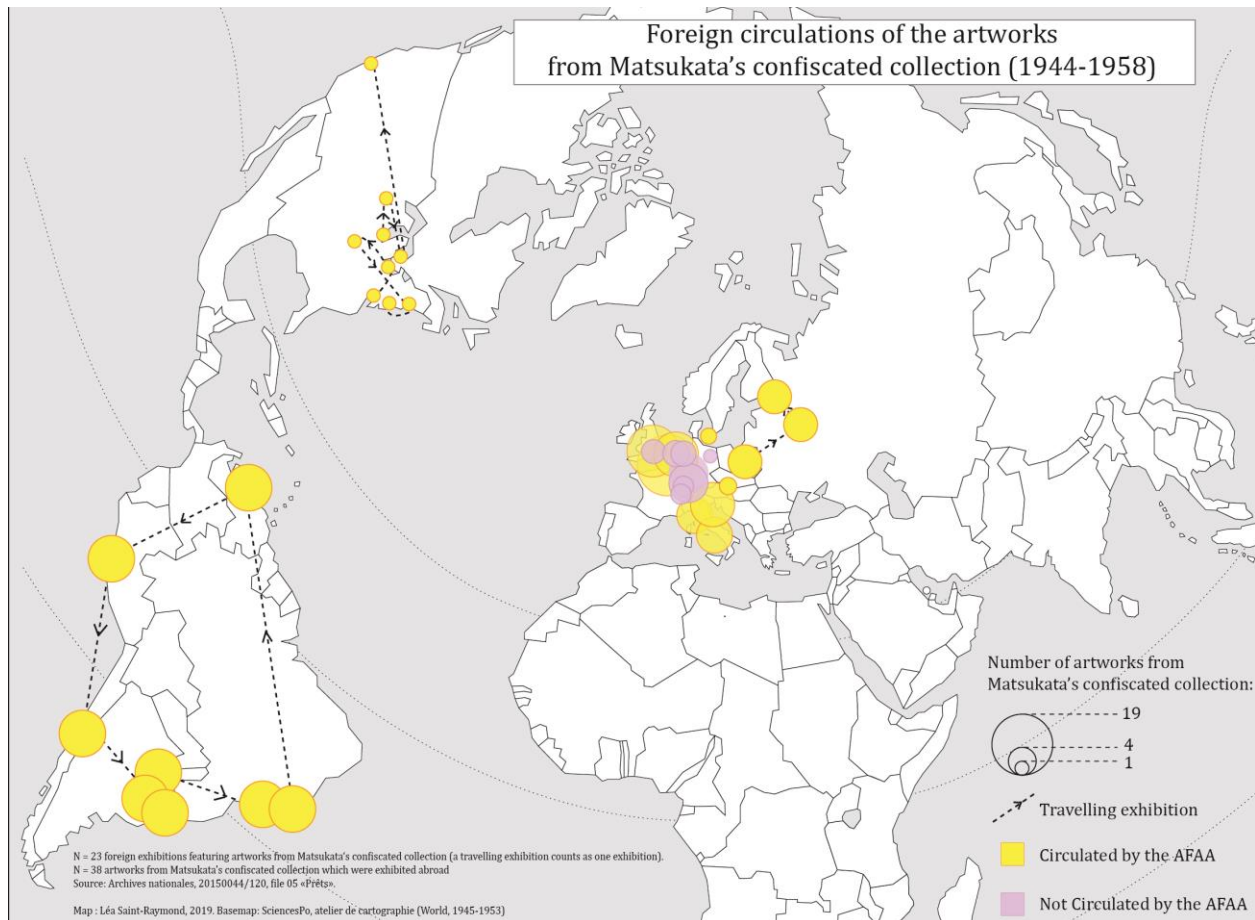 Foreign circulations of the artworks
from Matsukata's confiscated collection (1944-1958)
Number of artworks from
Matsukata's confiscated collection:
19
4
1
Travelling exhibition
Circulated by the AFAA
Not Circulated by the AFAA
N = 23 foreign exhibitions featuring artworks from Matsukata's confiscated collection (a travelling exhibition counts as one exhibition).
N = 38 artworks from Matsukata's confiscated collection which were exhibited abroad
Source: Archives nationales, 20150044/120, file 05 «Prêts».
Map : Léa Saint-Raymond, 2019. Basemap: SciencesPo, atelier de cartographie (World, 1945-1953)